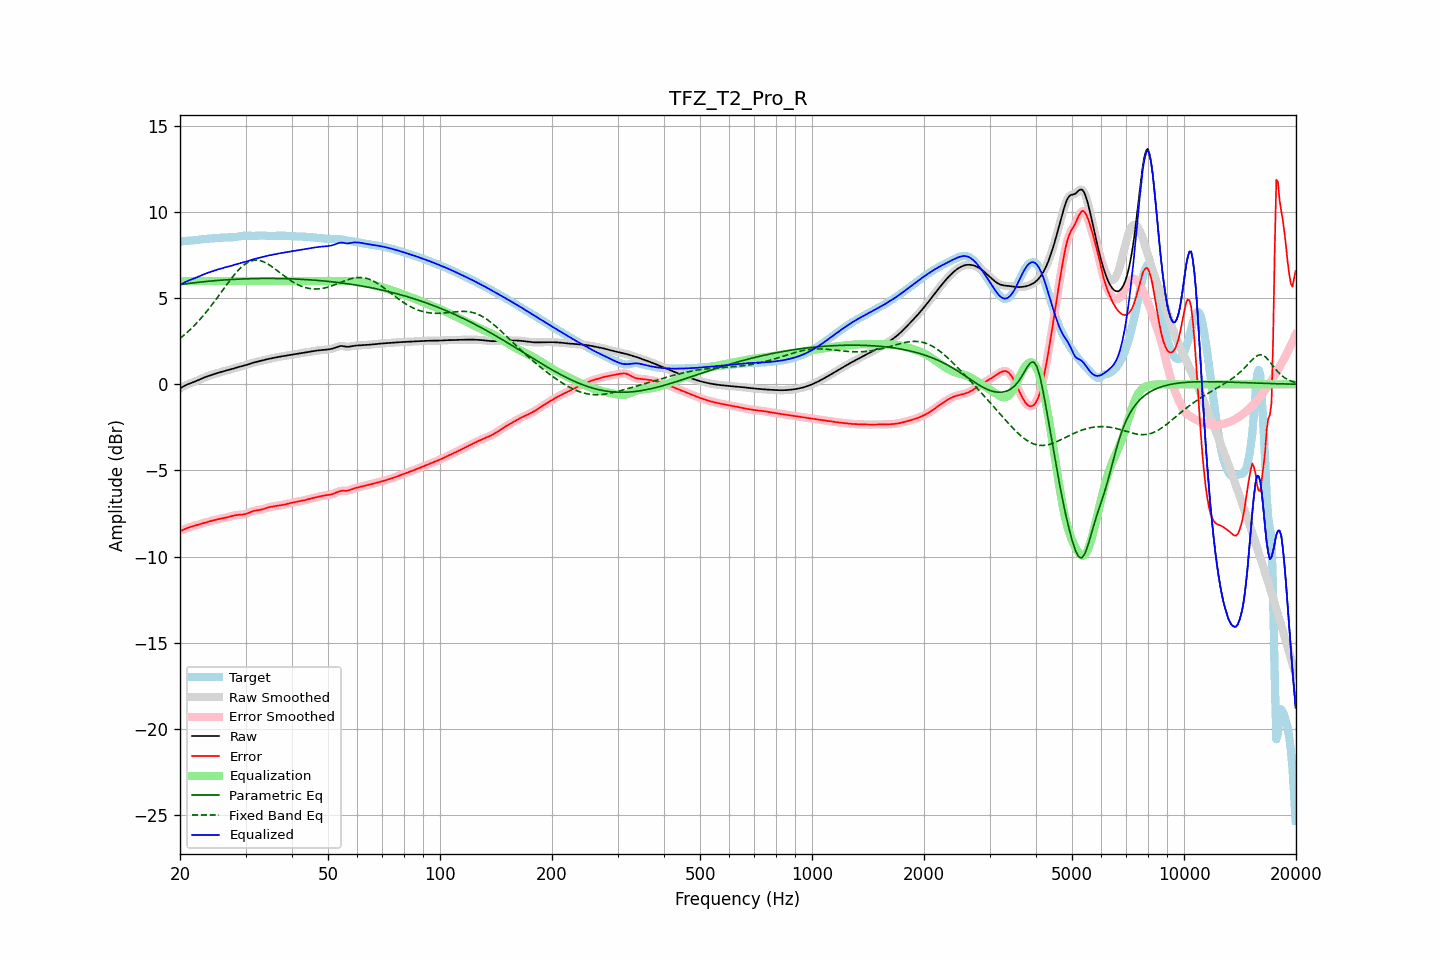 TFZ_T2_Pro_R
Amplitude (dBr)
15
10
5
0
−5
−10
−15
−20
−25
Target
Raw Smoothed
Error Smoothed
Raw
Error
Equalization
Parametric Eq
Fixed Band Eq
Equalized
20 50 100 200 500 1000 2000 5000 10000 20000
Frequency (Hz)